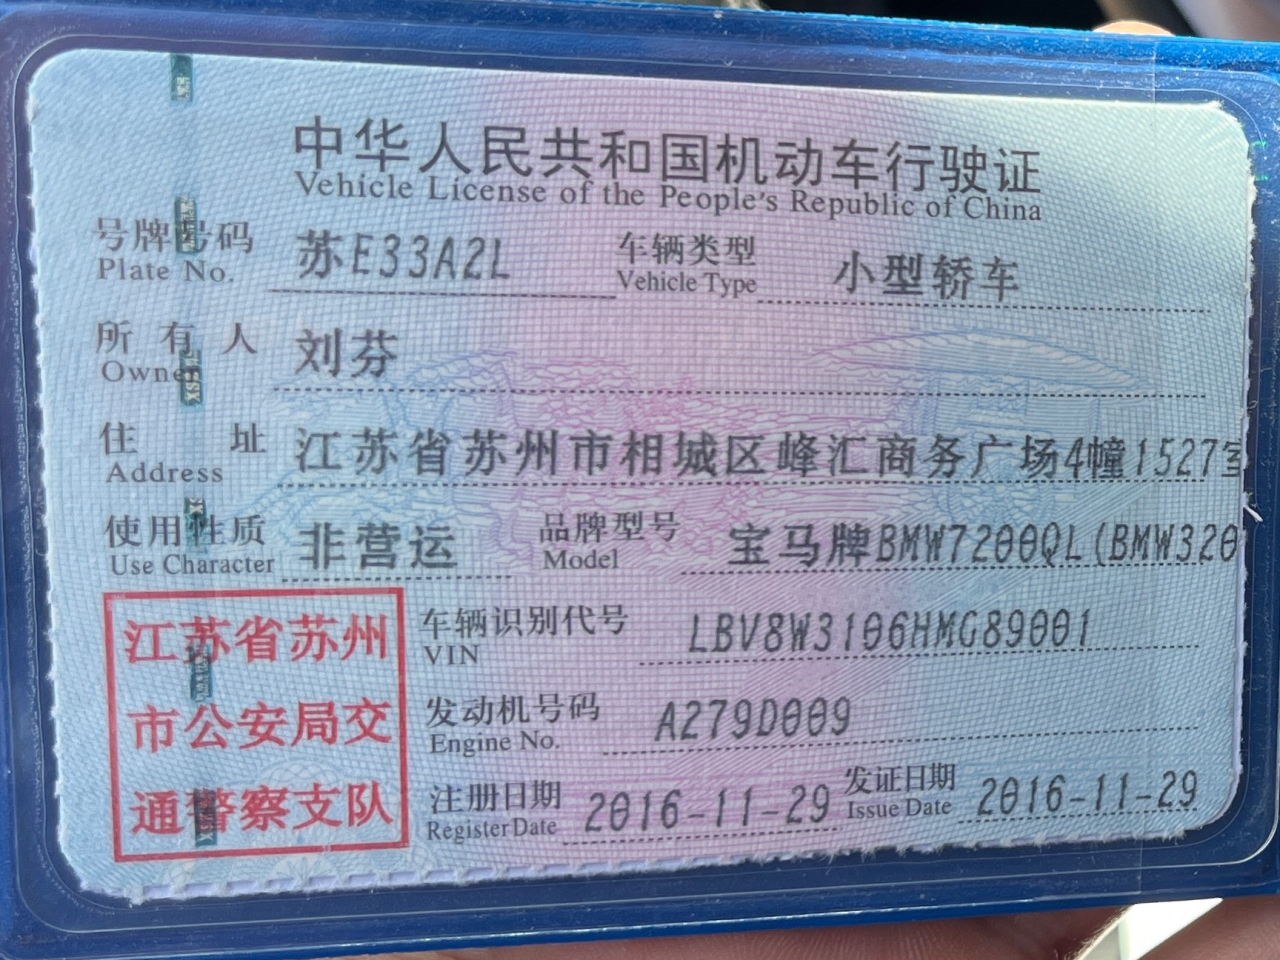 中华人民共和国机动车行驶证
Vehicle License of the People's Republic of China
号牌号码 苏E33A2L 车辆类型 小型轿车
Plate No. Vehicle Type
所有人 刘芬
Owner
住址 江苏省苏州市相城区峰汇商务广场4幢1527室
Address
使用性质 非营运 品牌型号 宝马牌BMW7200QL(BMW320
Use Character Model
江苏省苏州
市公安局交
通警察支队
车辆识别代号 LBV8W3106HMG89001
VIN
发动机号码 A279D009
Engine No.
注册日期 2016-11-29 发证日期 2016-11-29
Register Date Issue Date